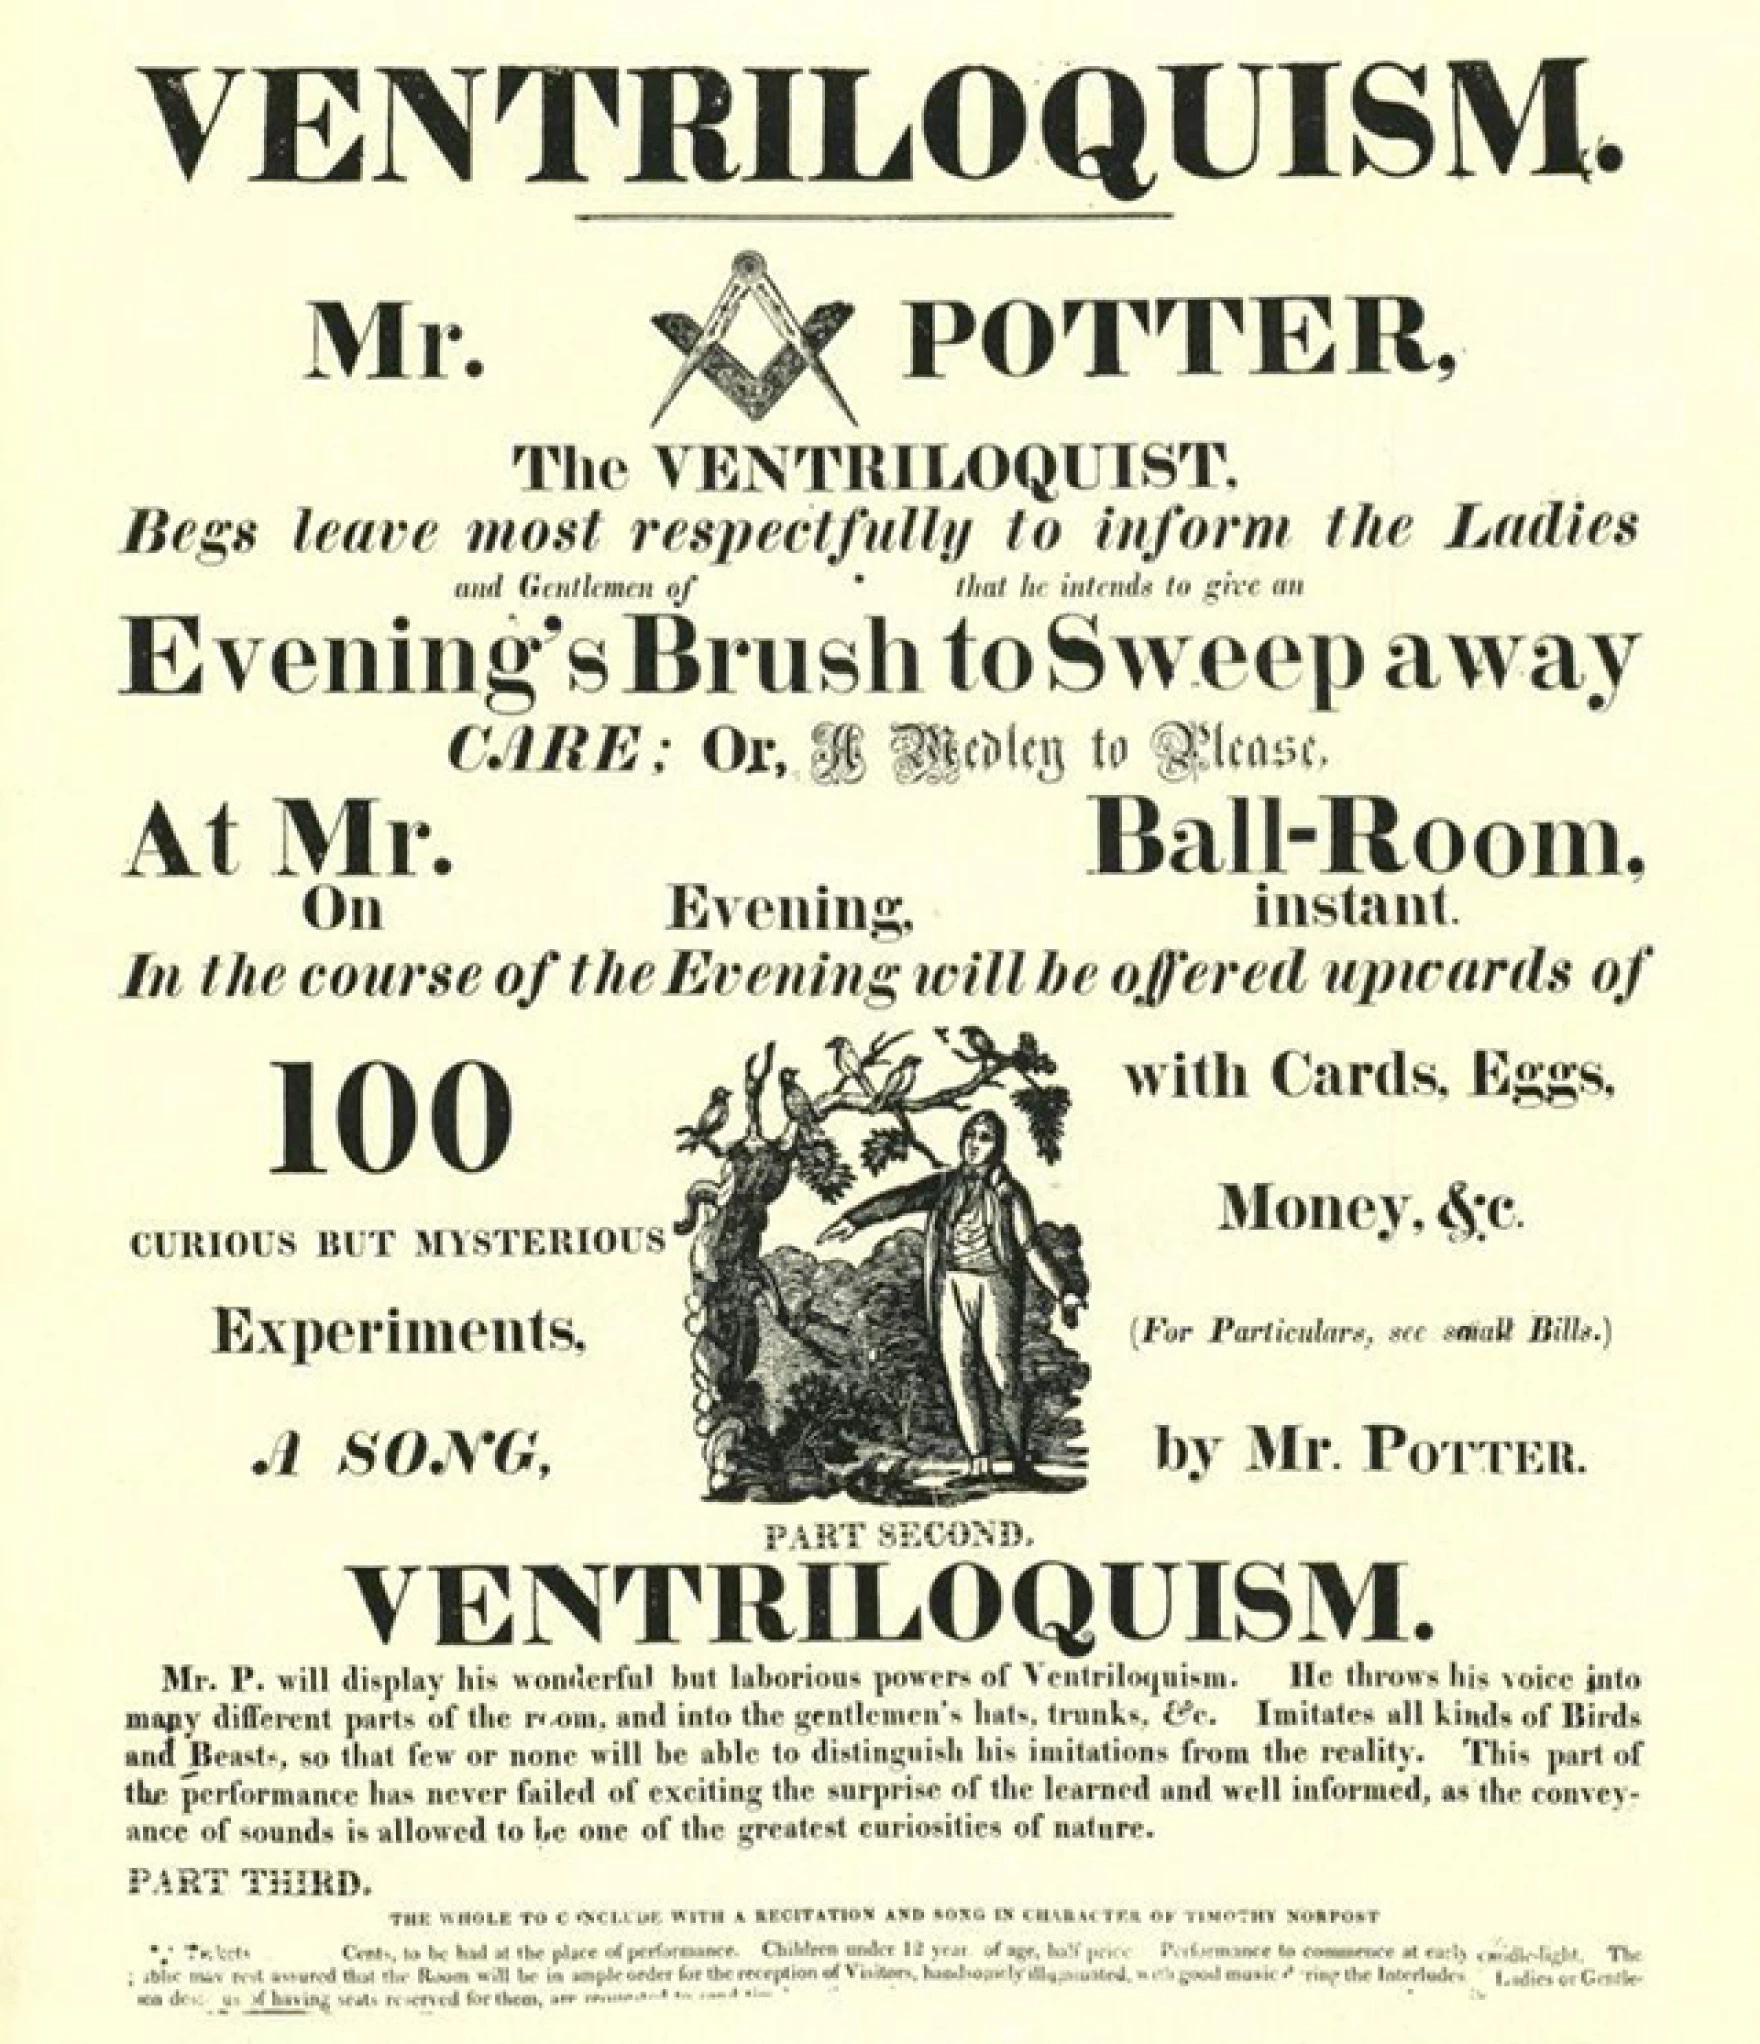 VENTRILOQUISM.
Mr. POTTER,
The VENTRILOQUIST,
Begs leave most respectfully to inform the Ladies
and Gentlemen of that he intends to give an
Evening's Brush to Sweep away
CARE; Or, A Medley to Please,
At Mr. Ball-Room,
On Evening, instant.
In the course of the Evening will be offered upwards of
100
with Cards, Eggs,
Money, &c.
CURIOUS BUT MYSTERIOUS
Experiments,
(For Particulars, see small Bills.)
A SONG, by Mr. POTTER.
PART SECOND.
VENTRILOQUISM.
Mr. P. will display his wonderful but laborious powers of Ventriloquism. He throws his voice into
many different parts of the room, and into the gentlemen's hats, trunks, &c. Imitates all kinds of Birds
and Beasts, so that few or none will be able to distinguish his imitations from the reality. This part of
the performance has never failed of exciting the surprise of the learned and well informed, as the convey-
ance of sounds is allowed to be one of the greatest curiosities of nature.
PART THIRD.
THE WHOLE TO CONCLUDE WITH A RECITATION AND SONG IN CHARACTER OF TIMOTHY NORPOST
Tickets Cents, to be had at the place of performance. Children under 12 year of age, half price Performance to commence at early candle-light. The
may rest assured that the Room will be in ample order for the reception of Visitors, handsomely illuminated, with good music during the Interludes Ladies or Gentle-
of having seats reserved for them, are requested to send